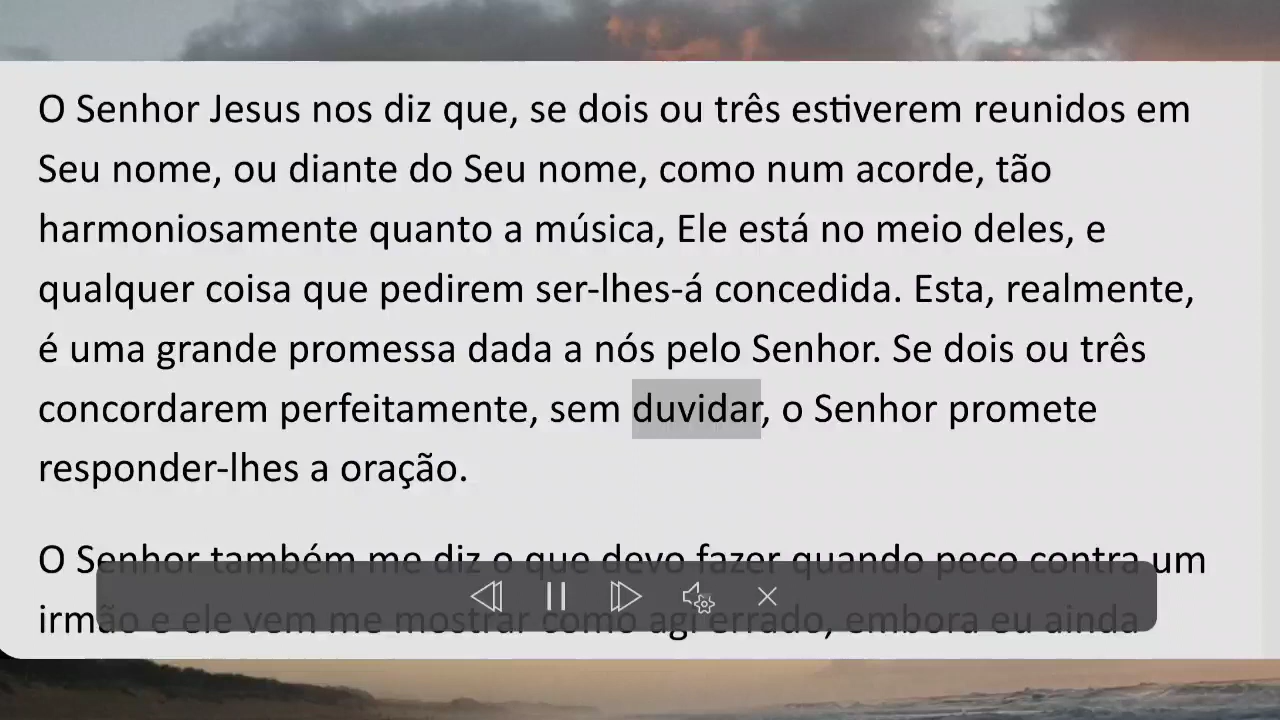 O Senhor Jesus nos diz que, se dois ou três estiverem reunidos em
Seu nome, ou diante do Seu nome, como num acorde, tão
harmoniosamente quanto a música, Ele está no meio deles, e
qualquer coisa que pedirem ser-lhes-á concedida. Esta, realmente,
é uma grande promessa dada a nós pelo Senhor. Se dois ou três
concordarem perfeitamente, sem duvidar, o Senhor promete
responder-lhes a oração.
O Senhor também me diz o que devo fazer quando peco contra um
irmão e ele vem me mostrar como agi errado, embora eu ainda